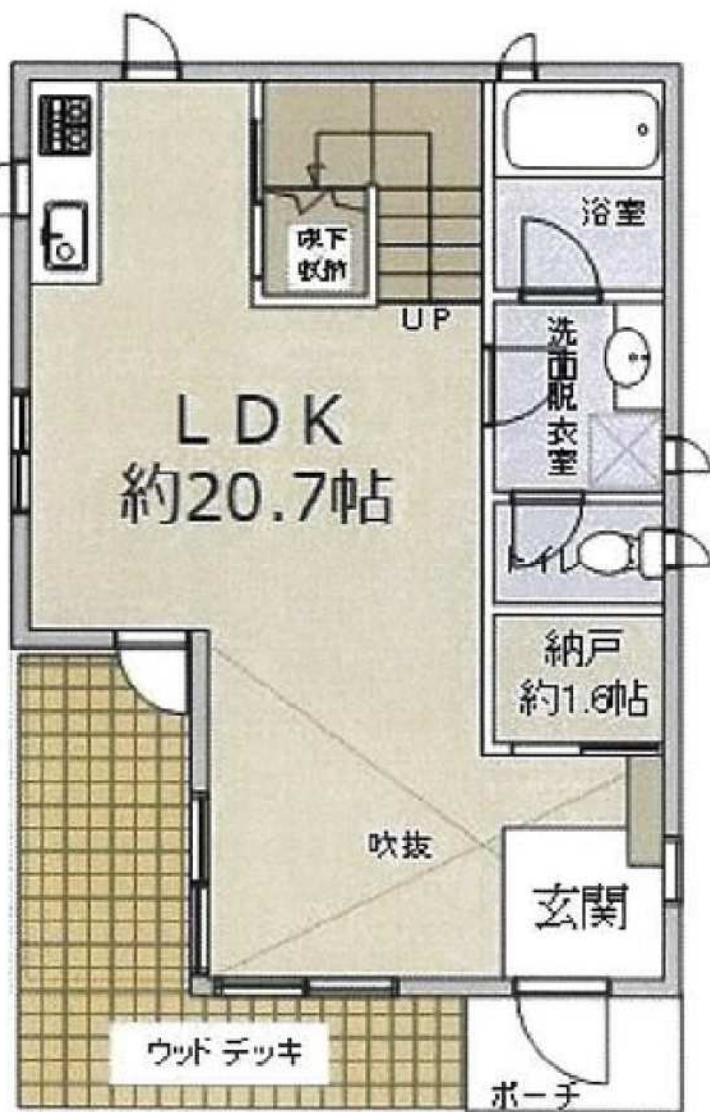 浴室
床下
収納
UP
洗面脱衣室
LDK
約20.7帖
トイレ
納戸
約1.6帖
吹抜
玄関
ウッドデッキ
ポーチ